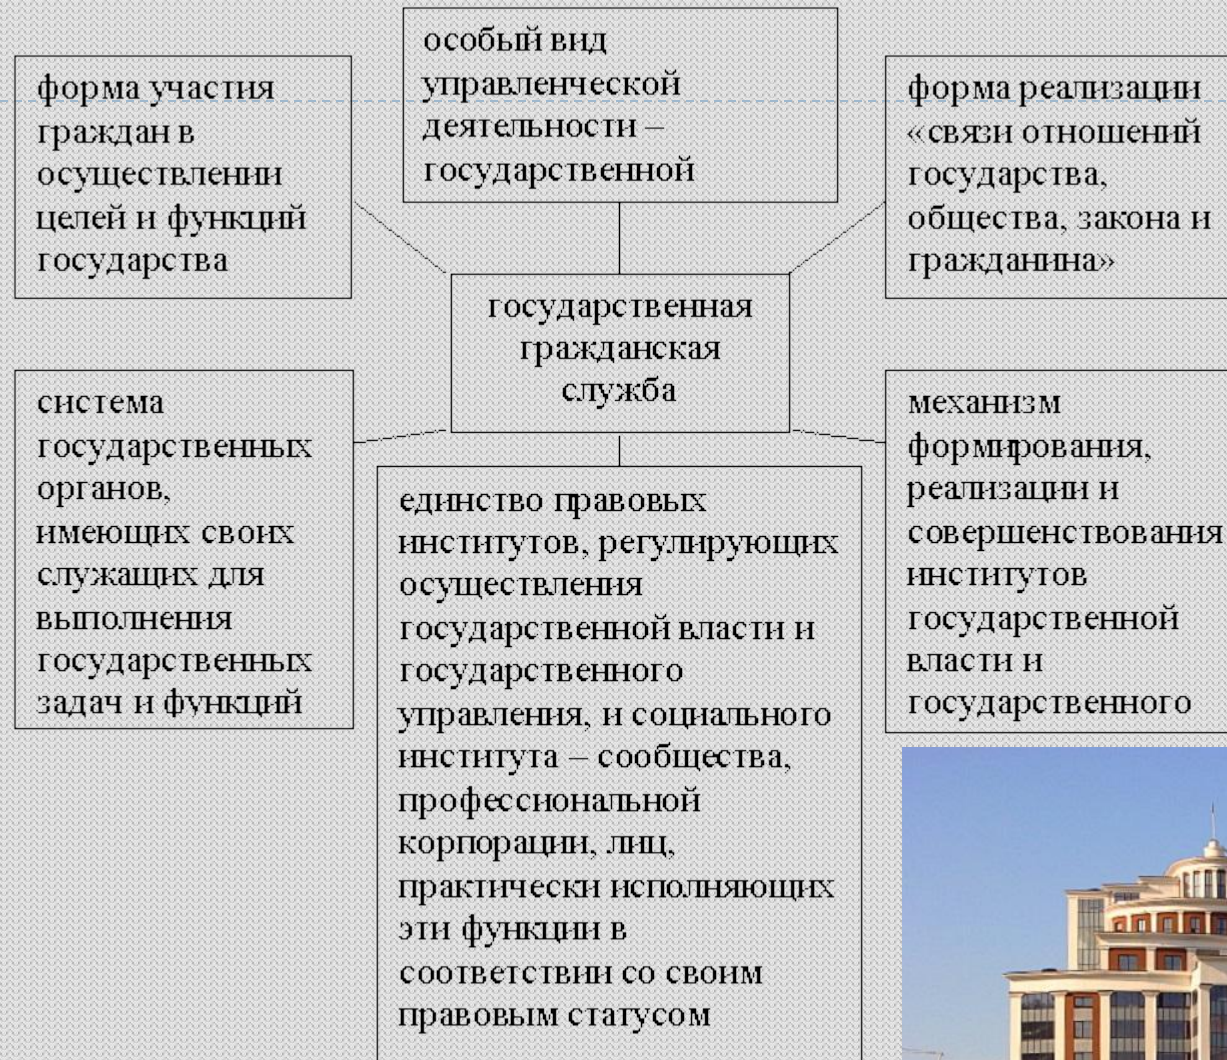 особый вид
управленческой
деятельности –
государственной
форма участия
граждан в
осуществлении
целей и функций
государства
форма реализации
«связи отношений
государства,
общества, закона и
гражданина»
государственная
гражданская
служба
система
государственных
органов,
имеющих своих
служащих для
выполнения
государственных
задач и функций
единство правовых
институтов, регулирующих
осуществления
государственной власти и
государственного
управления, и социального
института – сообщества,
профессиональной
корпорации, лиц,
практически исполняющих
эти функции в
соответствии со своим
правовым статусом
механизм
формирования,
реализации и
совершенствования
институтов
государственной
власти и
государственного